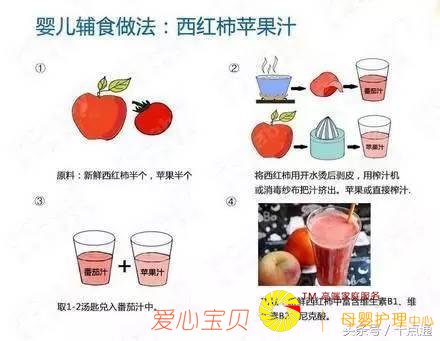 婴儿辅食做法：西红柿苹果汁
①
②
番茄汁
苹果汁
原料：新鲜西红柿半个，苹果半个
将西红柿用开水烫后剥皮，用榨汁机
或消毒纱布把汁挤出。苹果或直接榨汁.
③
④
番茄汁
苹果汁
取1-2汤匙兑入番茄汁中。
TM 高端家庭服务
鲜西红柿中富含维生素B1、维
生素B2 尼克酸。
爱心宝贝
母婴护理中心
头条号 / 十点通